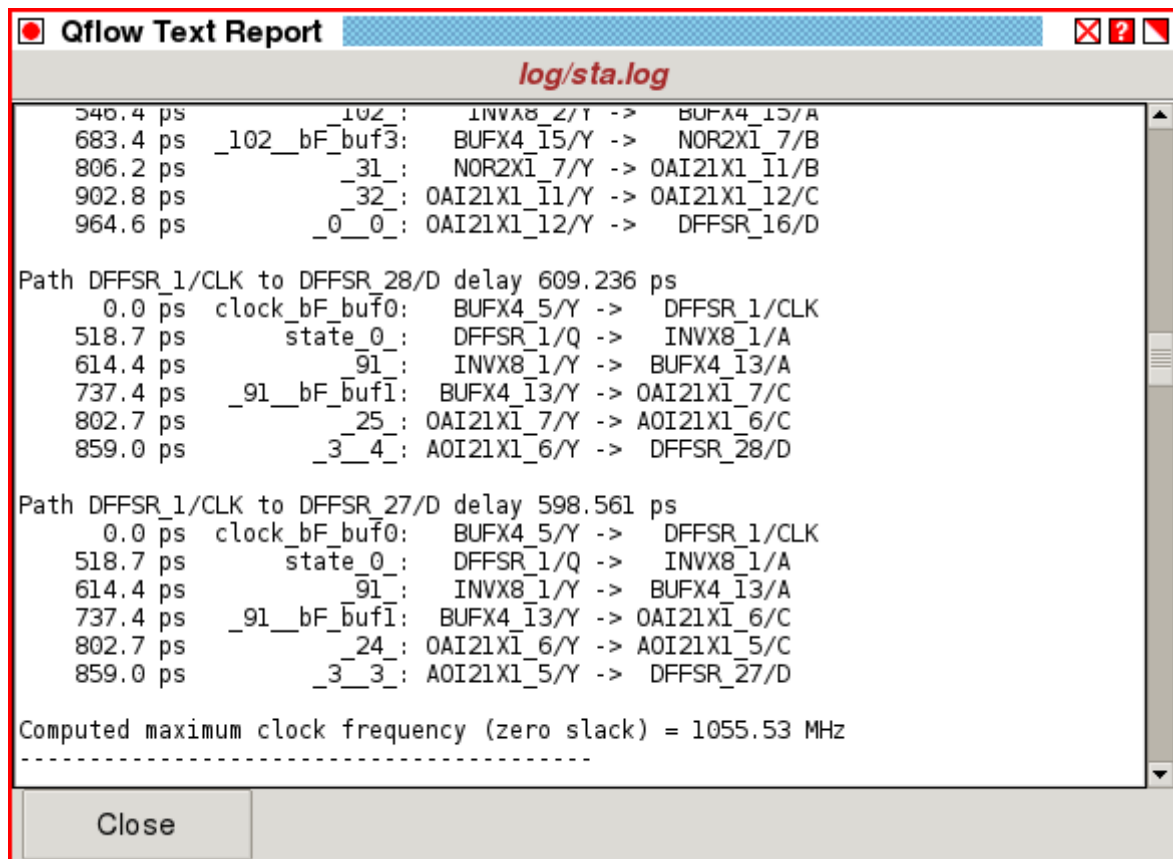 Qflow Text Report
log/sta.log
546.4 ps _102_: INVX8_2/Y -> BUFX4_15/A
683.4 ps _102__bF_buf3: BUFX4_15/Y -> NOR2X1_7/B
806.2 ps _31_: NOR2X1_7/Y -> OAI21X1_11/B
902.8 ps _32_: OAI21X1_11/Y -> OAI21X1_12/C
964.6 ps _0__0_: OAI21X1_12/Y -> DFFSR_16/D
Path DFFSR_1/CLK to DFFSR_28/D delay 609.236 ps
0.0 ps clock_bF_buf0: BUFX4_5/Y -> DFFSR_1/CLK
518.7 ps state_0_: DFFSR_1/Q -> INVX8_1/A
614.4 ps _91_: INVX8_1/Y -> BUFX4_13/A
737.4 ps _91__bF_buf1: BUFX4_13/Y -> OAI21X1_7/C
802.7 ps _25_: OAI21X1_7/Y -> AOI21X1_6/C
859.0 ps _3__4_: AOI21X1_6/Y -> DFFSR_28/D
Path DFFSR_1/CLK to DFFSR_27/D delay 598.561 ps
0.0 ps clock_bF_buf0: BUFX4_5/Y -> DFFSR_1/CLK
518.7 ps state_0_: DFFSR_1/Q -> INVX8_1/A
614.4 ps _91_: INVX8_1/Y -> BUFX4_13/A
737.4 ps _91__bF_buf1: BUFX4_13/Y -> OAI21X1_6/C
802.7 ps _24_: OAI21X1_6/Y -> AOI21X1_5/C
859.0 ps _3__3_: AOI21X1_5/Y -> DFFSR_27/D
Computed maximum clock frequency (zero slack) = 1055.53 MHz
-----------------------------------------
Close